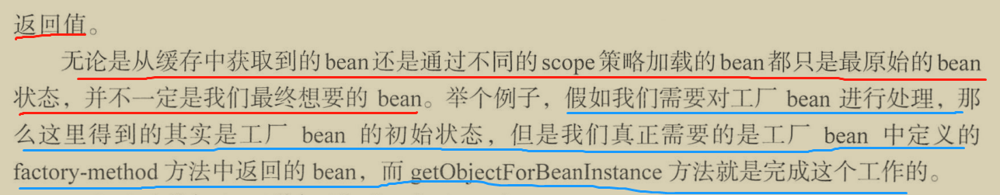 返回值。
无论是从缓存中获取到的bean还是通过不同的scope策略加载的bean都只是最原始的bean
状态，并不一定是我们最终想要的 bean。举个例子，假如我们需要对工厂 bean 进行处理，那
么这里得到的其实是工厂 bean 的初始状态，但是我们真正需要的是工厂 bean 中定义的
factory-method 方法中返回的 bean，而 getObjectForBeanInstance 方法就是完成这个工作的。